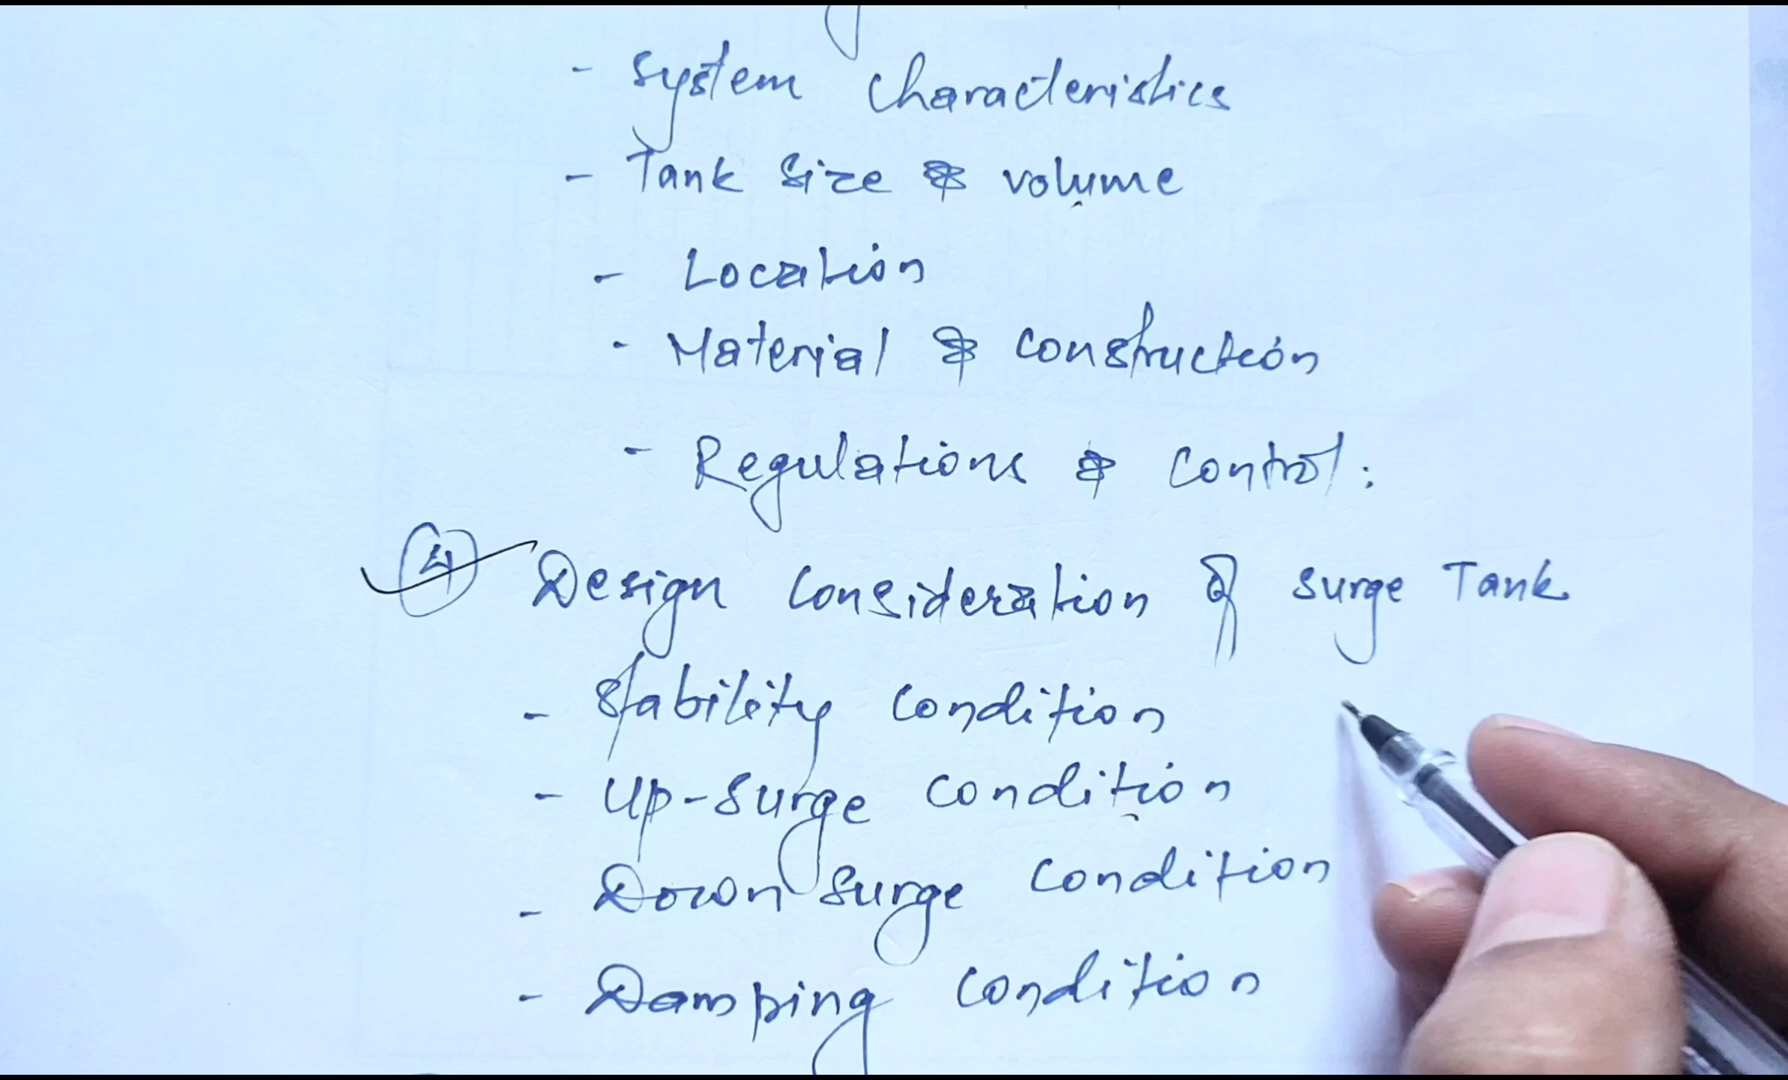 - System characteristics
- Tank Size & volume
- Location
- Material & construction
- Regulations & control:
④ Design consideration of surge Tank
- Stability condition
- Up-surge condition
- Down surge condition
- Damping condition